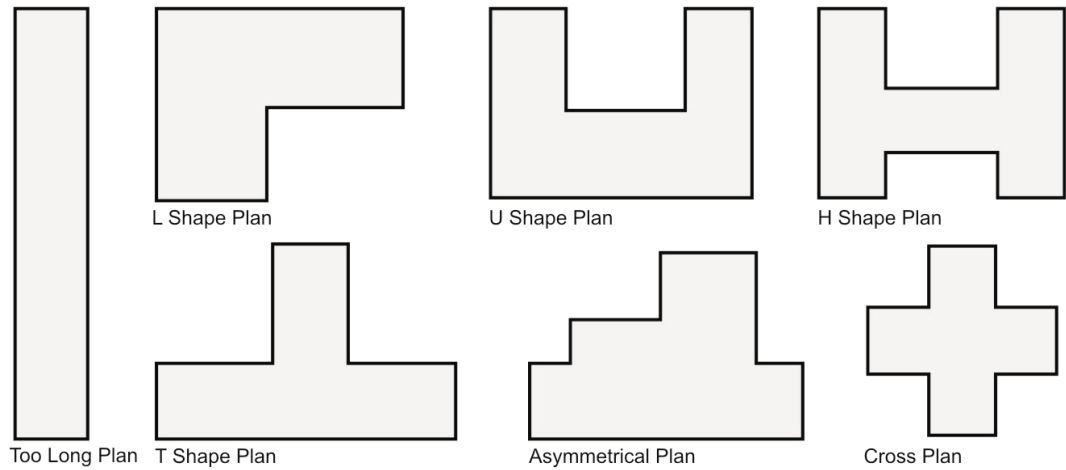 L Shape Plan
U Shape Plan
H Shape Plan
Too Long Plan
T Shape Plan
Asymmetrical Plan
Cross Plan